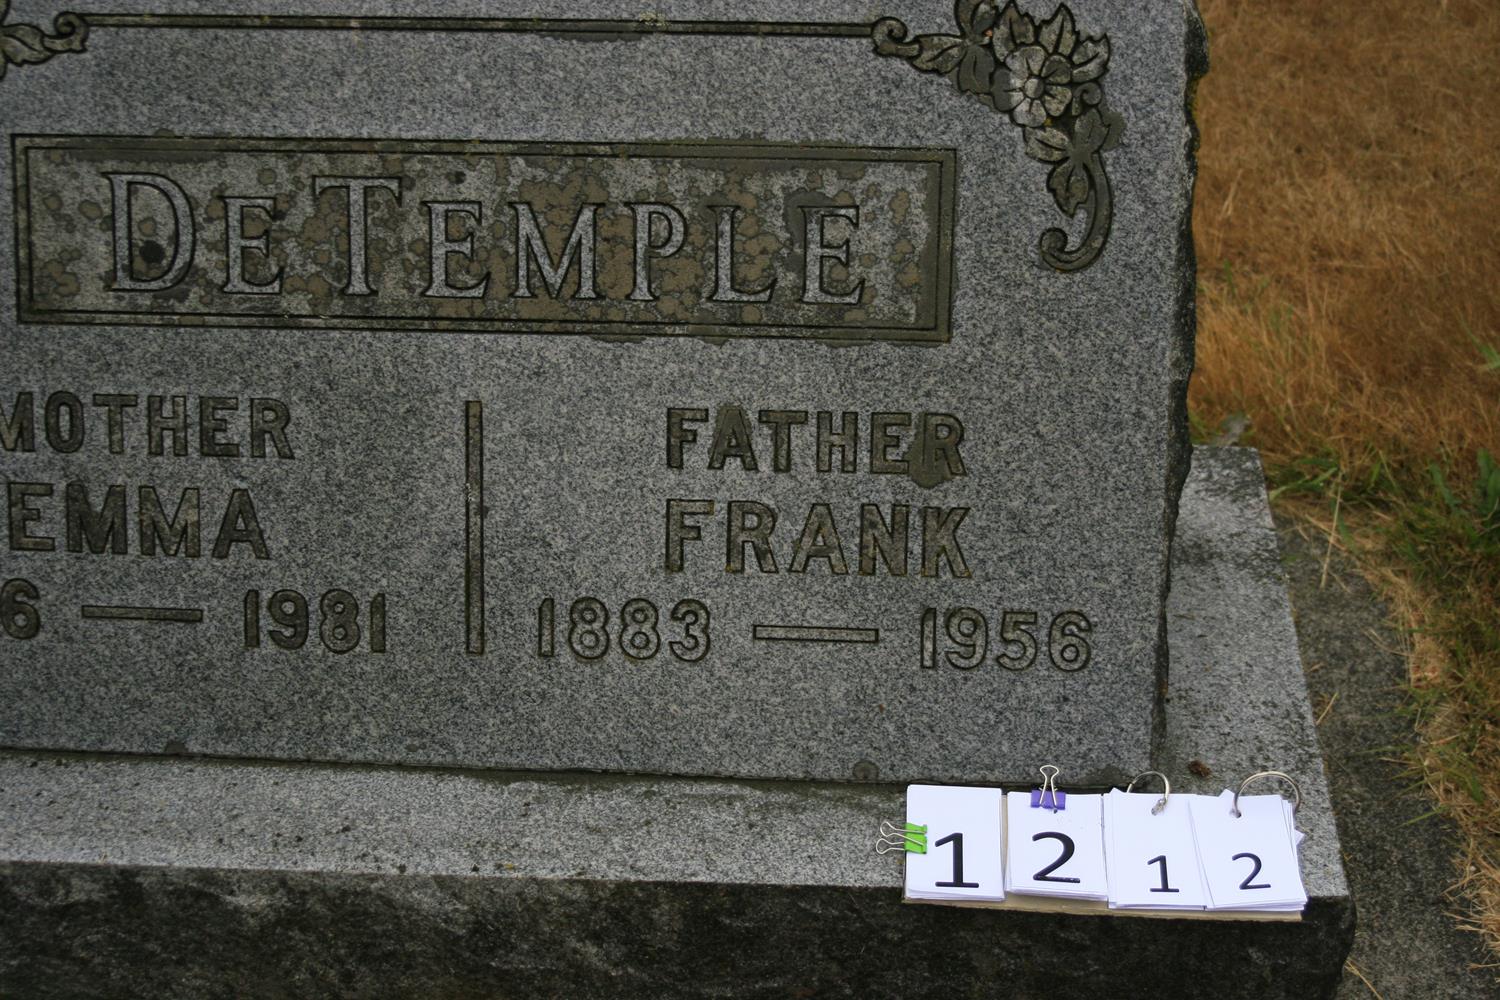 DeTemple
MOTHER
EMMA
6 — 1981
FATHER
FRANK
1883 — 1956
1 2 1 2